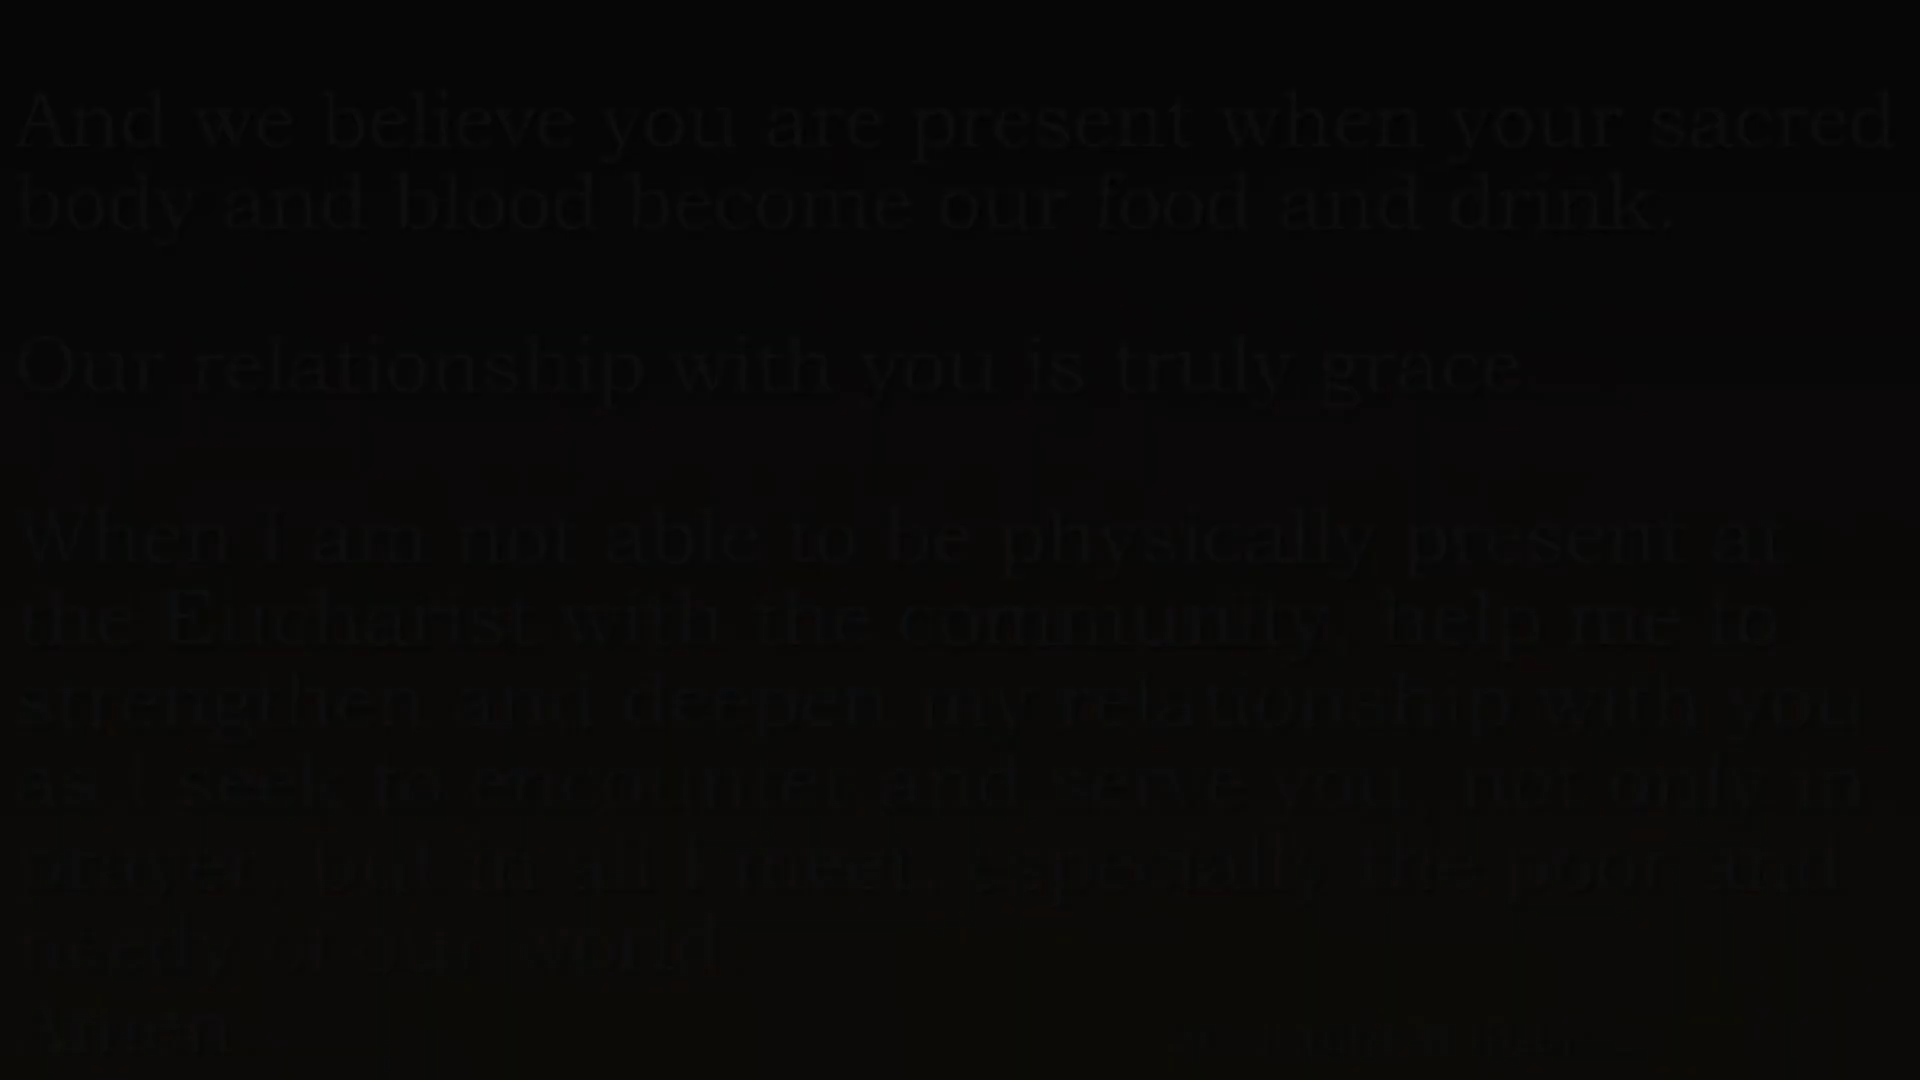 And we believe you are present when your sacred
body and blood become our food and drink.
Our relationship with you is truly grace.
When I am not able to be physically present at
the Eucharist with the community, help me to
strengthen and deepen my relationship with you
as I seek to encounter and serve you, not only in
prayer, but in all I meet, especially the poor and
needy of our world.
Amen.